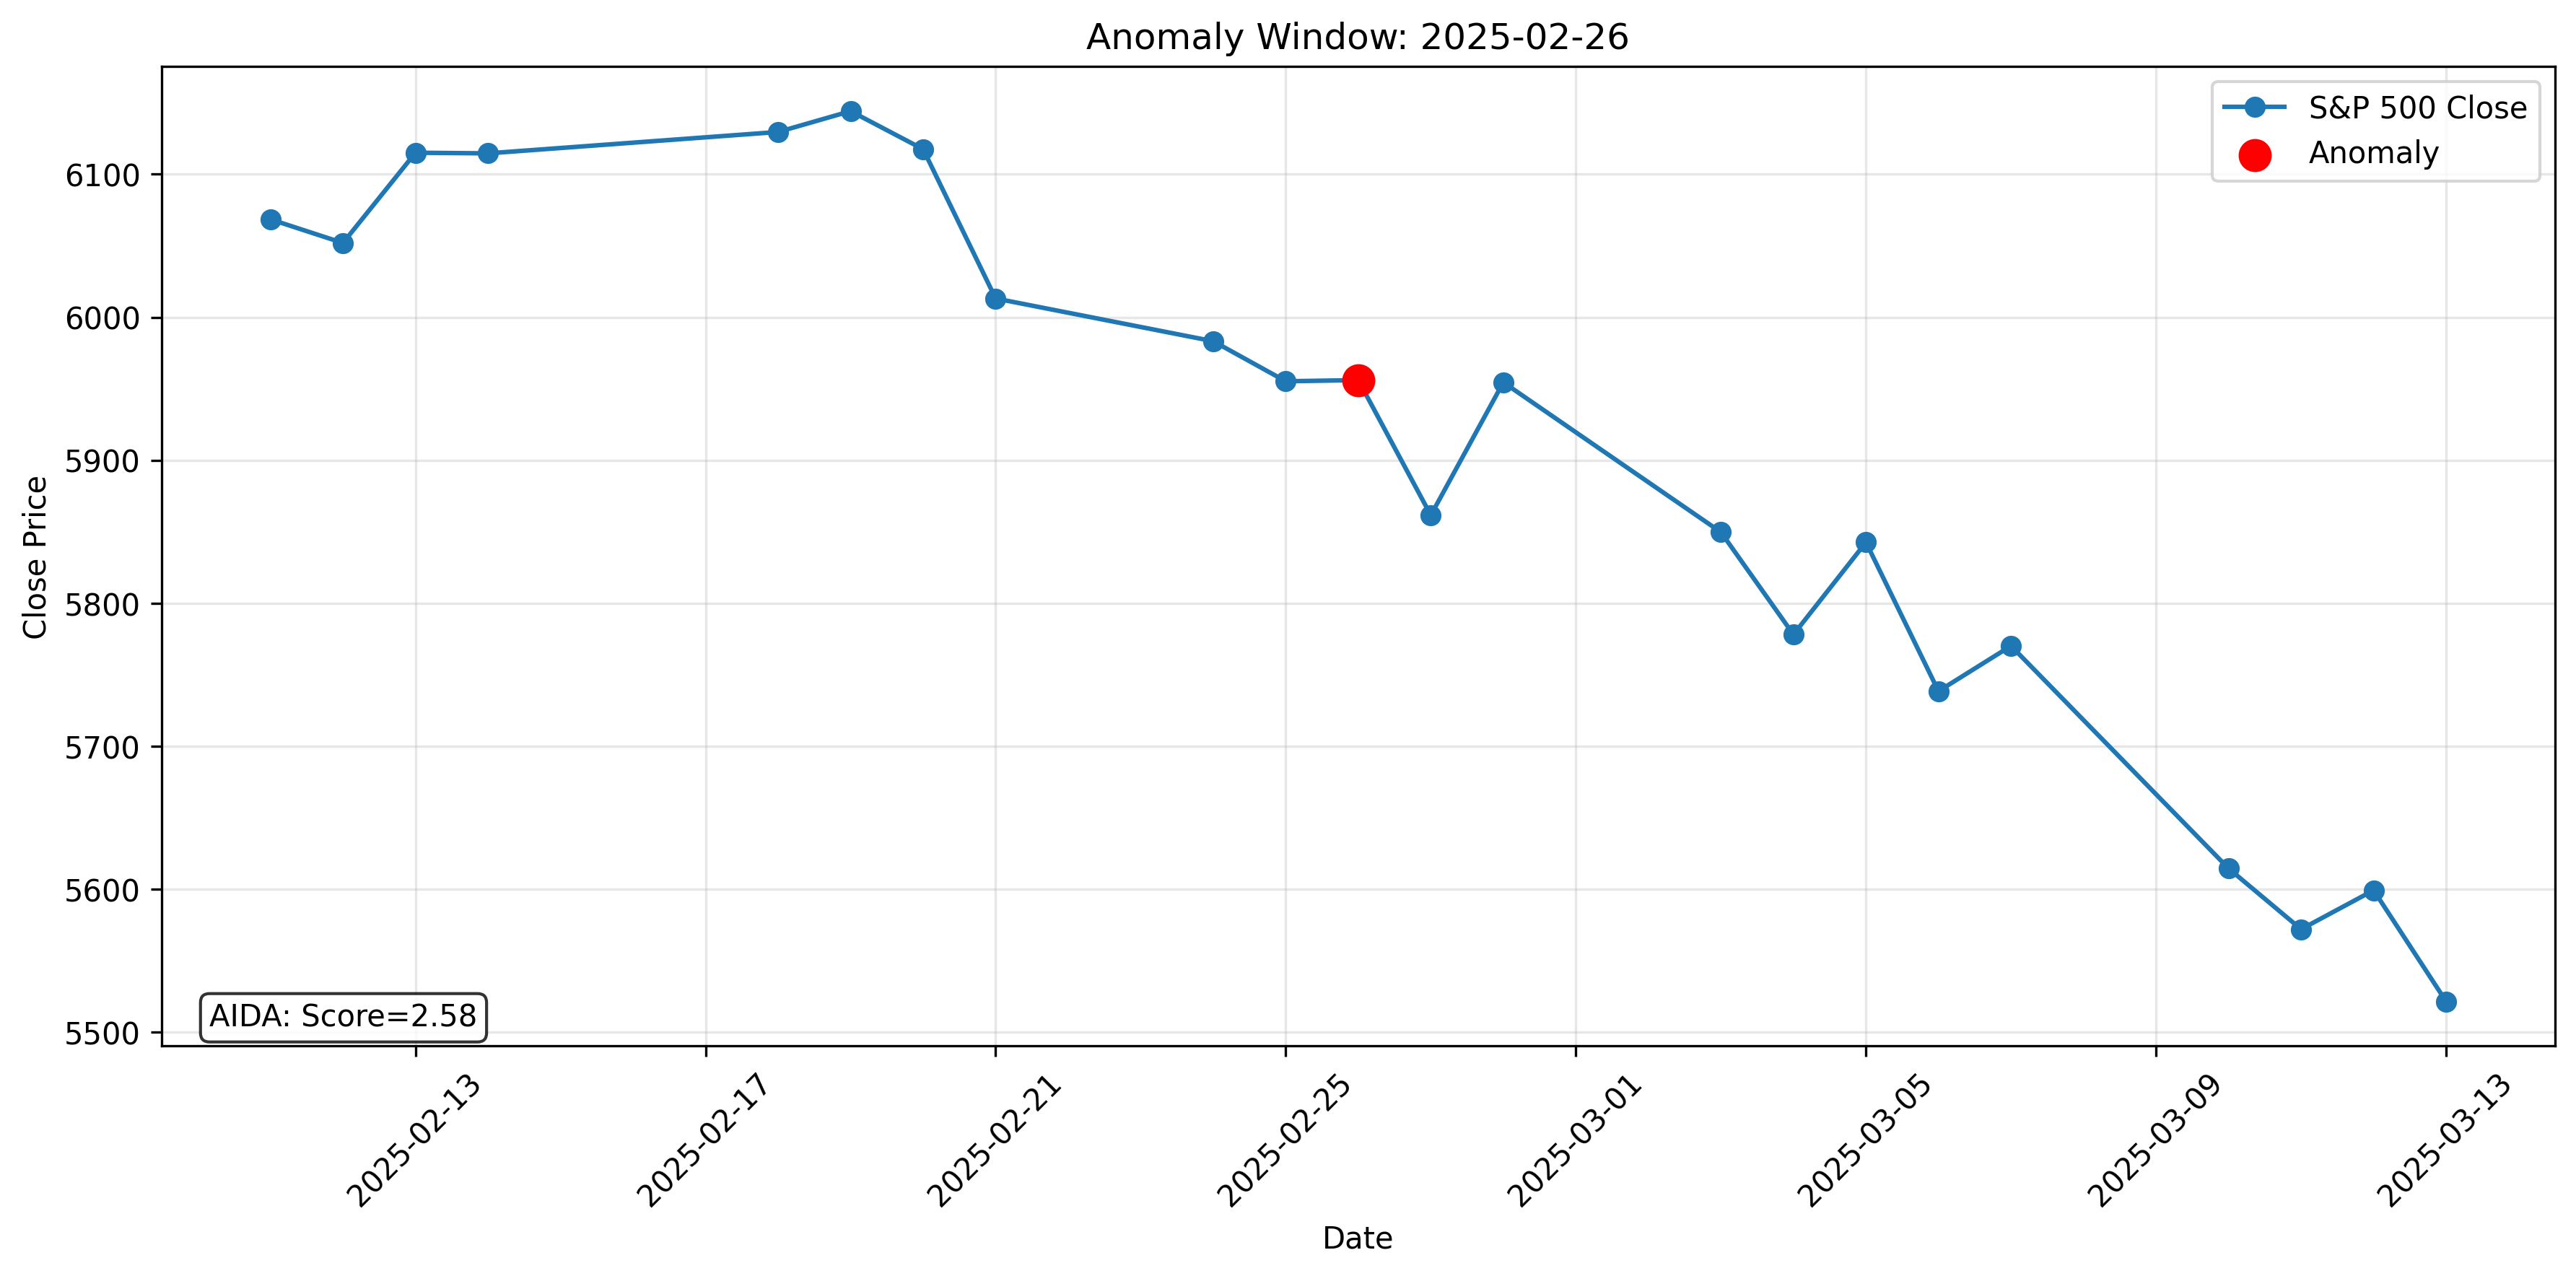 Anomaly Window: 2025-02-26
S&P 500 Close
Anomaly
Close Price
6100
6000
5900
5800
5700
5600
5500
AIDA: Score=2.58
2025-02-13
2025-02-17
2025-02-21
2025-02-25
2025-03-01
2025-03-05
2025-03-09
2025-03-13
Date